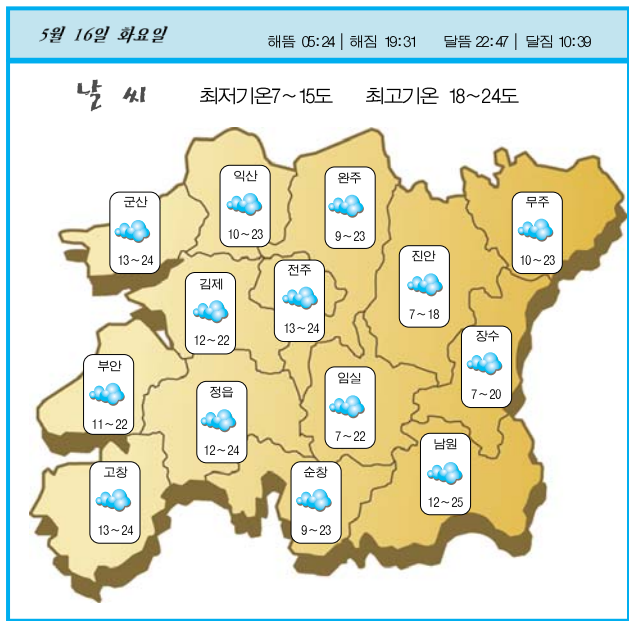 5월 16일 화요일
해뜸 05:24 | 해짐 19:31 달뜸 22:47 | 달짐 10:39
날 씨 최저기온7~15도 최고기온 18~24도
익산
10~23
완주
9~23
군산
13~24
무주
10~23
진안
7~18
전주
13~24
김제
12~22
장수
7~20
부안
11~22
임실
7~22
정읍
12~24
남원
12~25
고창
13~24
순창
9~23